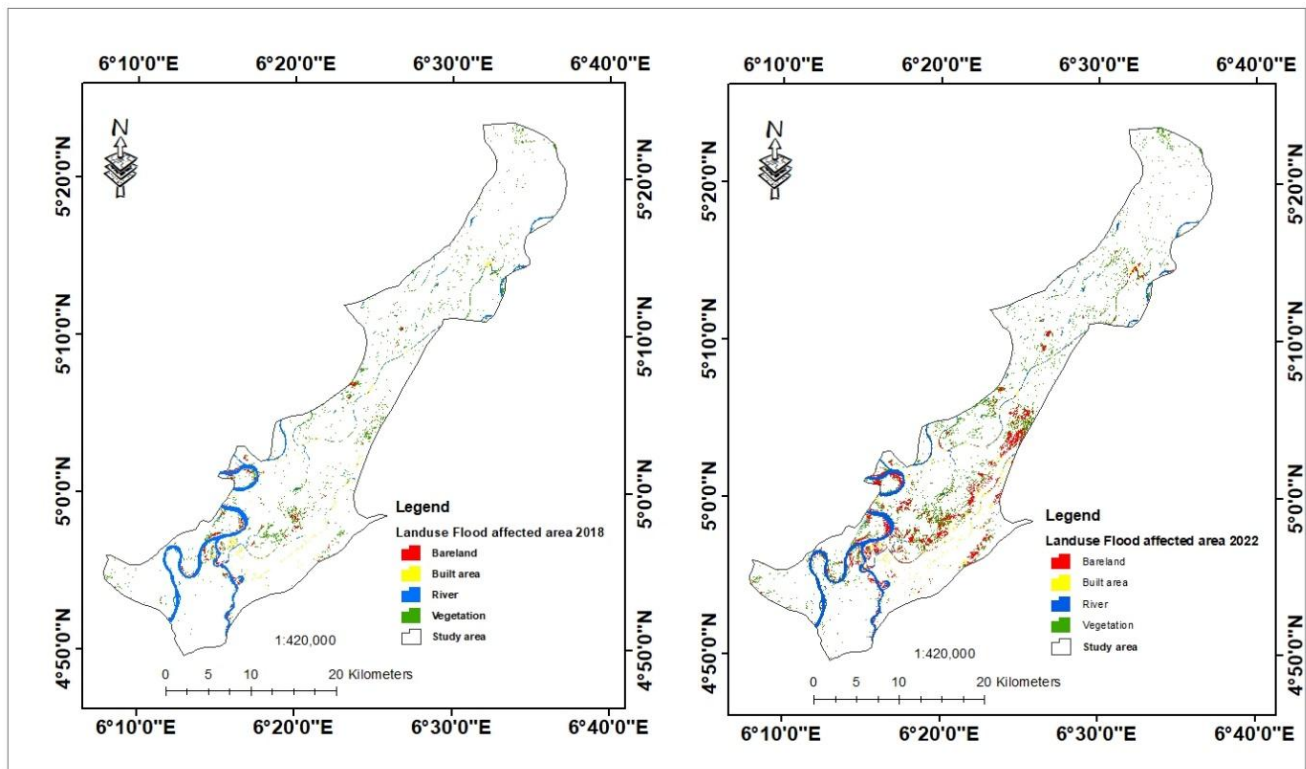 6°10'0"E 6°20'0"E 6°30'0"E 6°40'0"E
N
5°20'0"N
5°10'0"N
5°0'0"N
4°50'0"N
5°20'0"N
5°10'0"N
5°0'0"N
4°50'0"N
Legend
Landuse Flood affected area 2018
Bareland
Built area
River
Vegetation
Study area
1:420,000
0 5 10 20 Kilometers
6°10'0"E 6°20'0"E 6°30'0"E 6°40'0"E
6°10'0"E 6°20'0"E 6°30'0"E 6°40'0"E
N
5°20'0"N
5°10'0"N
5°0'0"N
4°50'0"N
5°20'0"N
5°10'0"N
5°0'0"N
4°50'0"N
Legend
Landuse Flood affected area 2022
Bareland
Built area
River
Vegetation
Study area
1:420,000
0 5 10 20 Kilometers
6°10'0"E 6°20'0"E 6°30'0"E 6°40'0"E